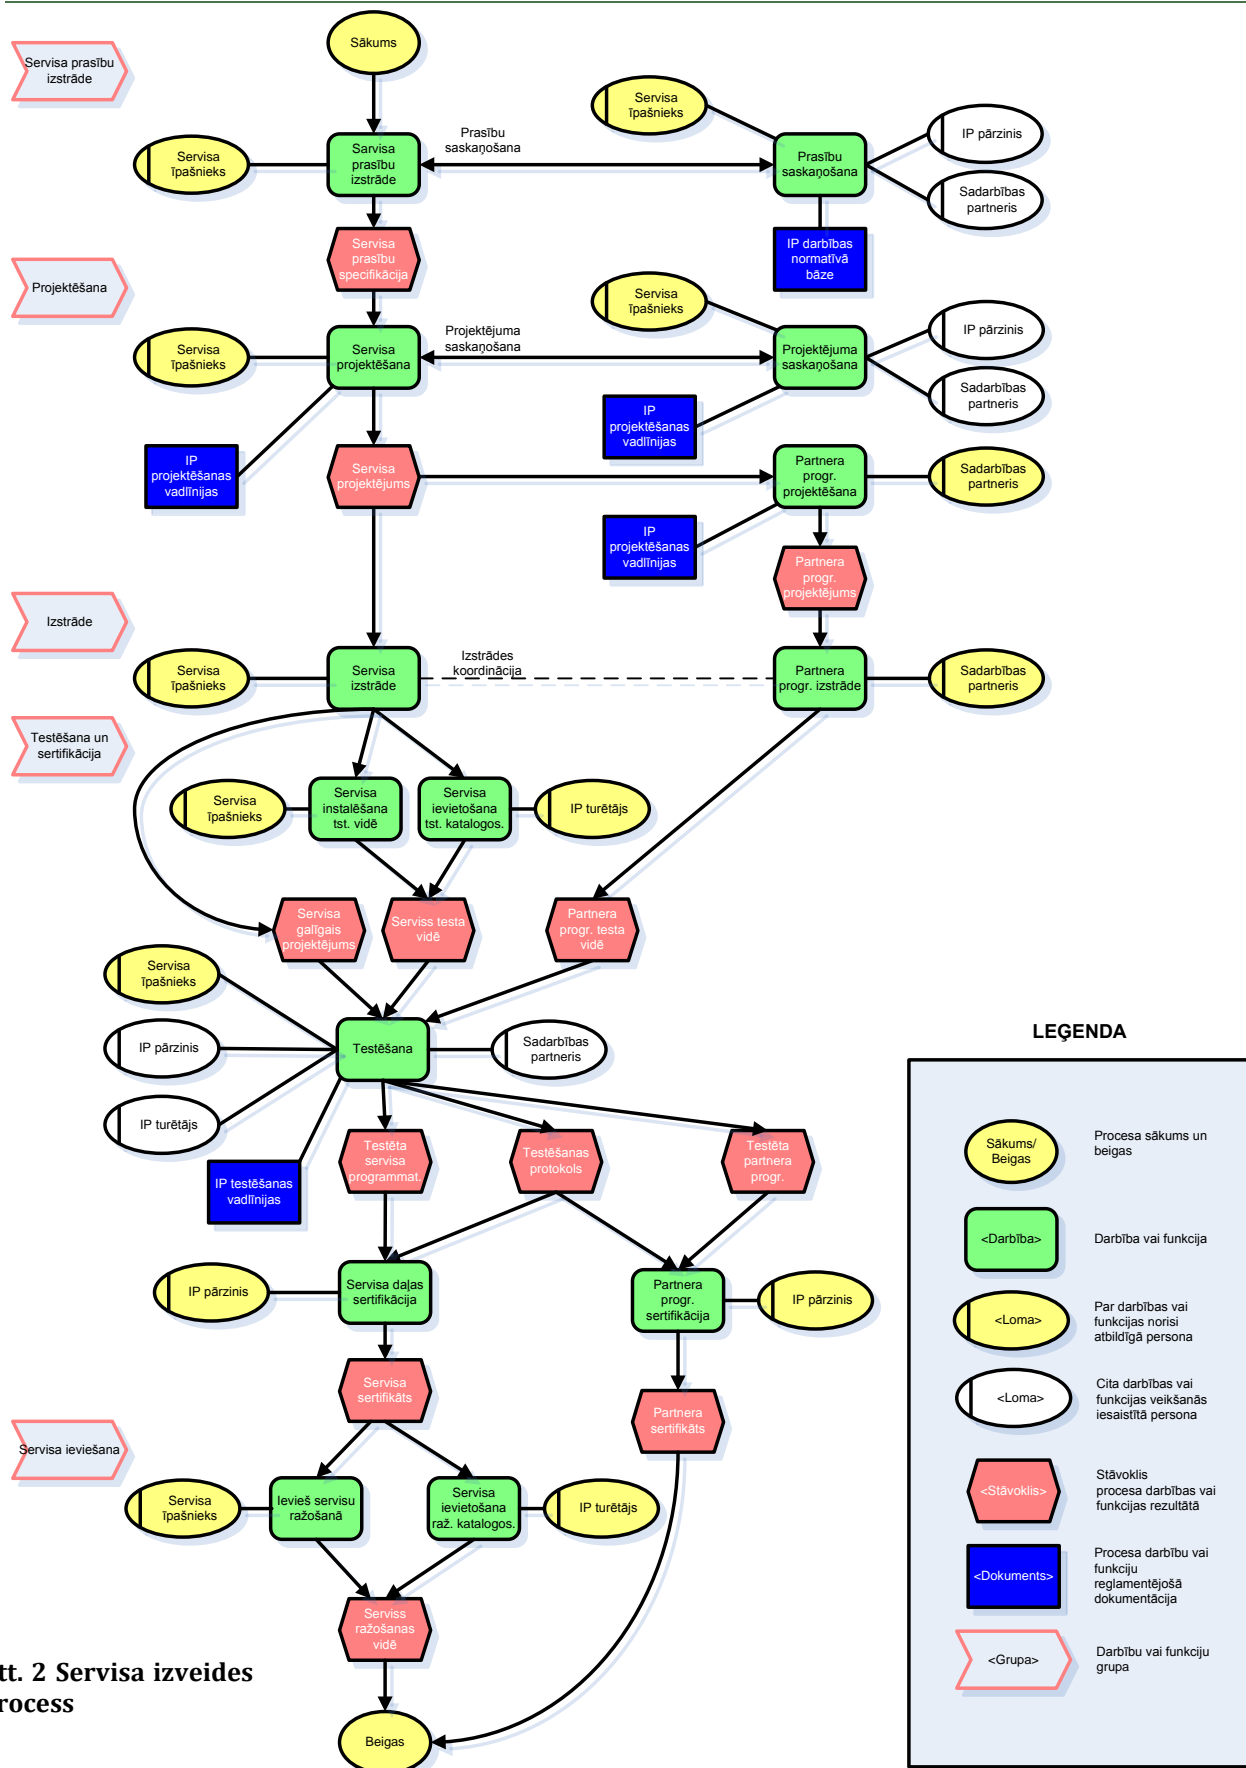 Sākums
Servisa prasību
izstrāde
Servisa
īpašnieks
IP pārzinis
Prasību
saskaņošana
Servisa
īpašnieks
Sarvisa
prasību
izstrāde
Prasību
saskaņošana
Sadarbības
partneris
Servisa
prasību
specifikācija
IP darbības
normatīvā
bāze
Projektēšana
Servisa
īpašnieks
IP pārzinis
Projektējuma
saskaņošana
Servisa
īpašnieks
Servisa
projektēšana
Projektējuma
saskaņošana
Sadarbības
partneris
IP
projektēšanas
vadlīnijas
IP
projektēšanas
vadlīnijas
Servisa
projektējums
Partnera
progr.
projektēšana
Sadarbības
partneris
IP
projektēšanas
vadlīnijas
Partnera
progr.
projektējums
Izstrāde
Izstrādes
koordinācija
Servisa
īpašnieks
Servisa
izstrāde
Partnera
progr. izstrāde
Sadarbības
partneris
Testēšana un
sertifikācija
Servisa
īpašnieks
Servisa
instalēšana
tst. vidē
Servisa
ievietošana
tst. katalogos.
IP turētājs
Servisa
galīgais
projektējums
Serviss testa
vidē
Partnera
progr. testa
vidē
Servisa
īpašnieks
IP pārzinis
Testēšana
Sadarbības
partneris
IP turētājs
IP testēšanas
vadlīnijas
Testēta
servisa
programmat.
Testēšanas
protokols
Testēta
partnera
progr.
IP pārzinis
Servisa daļas
sertifikācija
Partnera
progr.
sertifikācija
IP pārzinis
Servisa
sertifikāts
Partnera
sertifikāts
Servisa ieviešana
Servisa
īpašnieks
Ievieš servisu
ražošanā
Servisa
ievietošana
raž. katalogos.
IP turētājs
Serviss
ražošanas
vidē
Beigas
tt. 2 Servisa izveides
rocess
LEĢENDA
Sākums/
Beigas
Procesa sākums un
beigas
<Darbība>
Darbība vai funkcija
<Loma>
Par darbības vai
funkcijas norisi
atbildīgā persona
<Loma>
Cita darbības vai
funkcijas veikšanās
iesaistītā persona
<Stāvoklis>
Stāvoklis
procesa darbības vai
funkcijas rezultātā
<Dokuments>
Procesa darbību vai
funkciju
reglamentējošā
dokumentācija
<Grupa>
Darbību vai funkciju
grupa